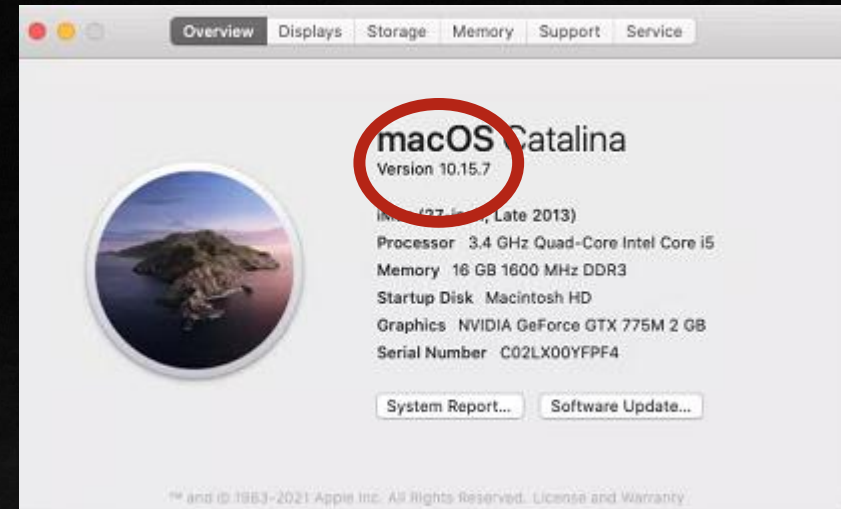 Overview Displays Storage Memory Support Service
macOS Catalina
Version 10.15.7
Late 2013)
Processor 3.4 GHz Quad-Core Intel Core i5
Memory 16 GB 1600 MHz DDR3
Startup Disk Macintosh HD
Graphics NVIDIA GeForce GTX 775M 2 GB
Serial Number C02LX00YFPF4
System Report... Software Update...
™ and © 1983-2021 Apple Inc. All Rights Reserved. License and Warranty